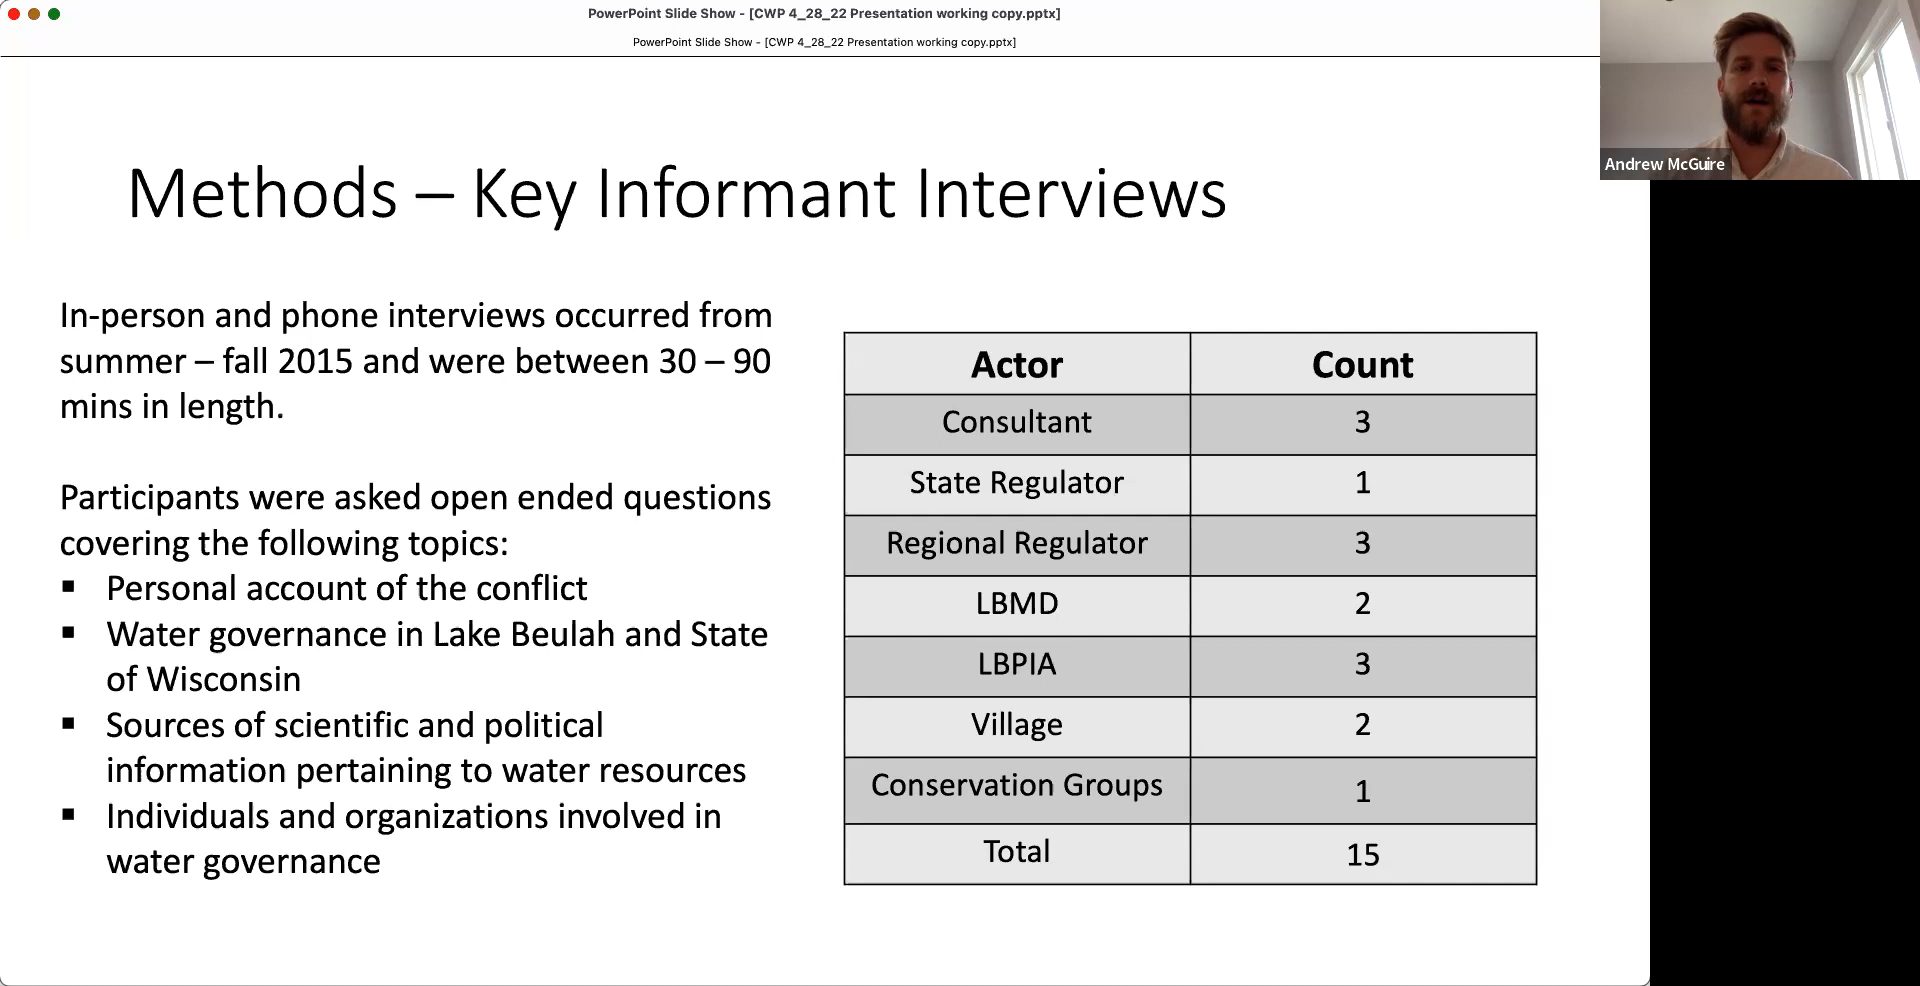 PowerPoint Slide Show - [CWP 4_28_22 Presentation working copy.pptx]
PowerPoint Slide Show - [CWP 4_28_22 Presentation working copy.pptx]
Andrew McGuire
Methods – Key Informant Interviews
In-person and phone interviews occurred from
summer – fall 2015 and were between 30 – 90
mins in length.
Participants were asked open ended questions
covering the following topics:
▪ Personal account of the conflict
▪ Water governance in Lake Beulah and State
of Wisconsin
▪ Sources of scientific and political
information pertaining to water resources
▪ Individuals and organizations involved in
water governance
Actor Count
Consultant 3
State Regulator 1
Regional Regulator 3
LBMD 2
LBPIA 3
Village 2
Conservation Groups 1
Total 15